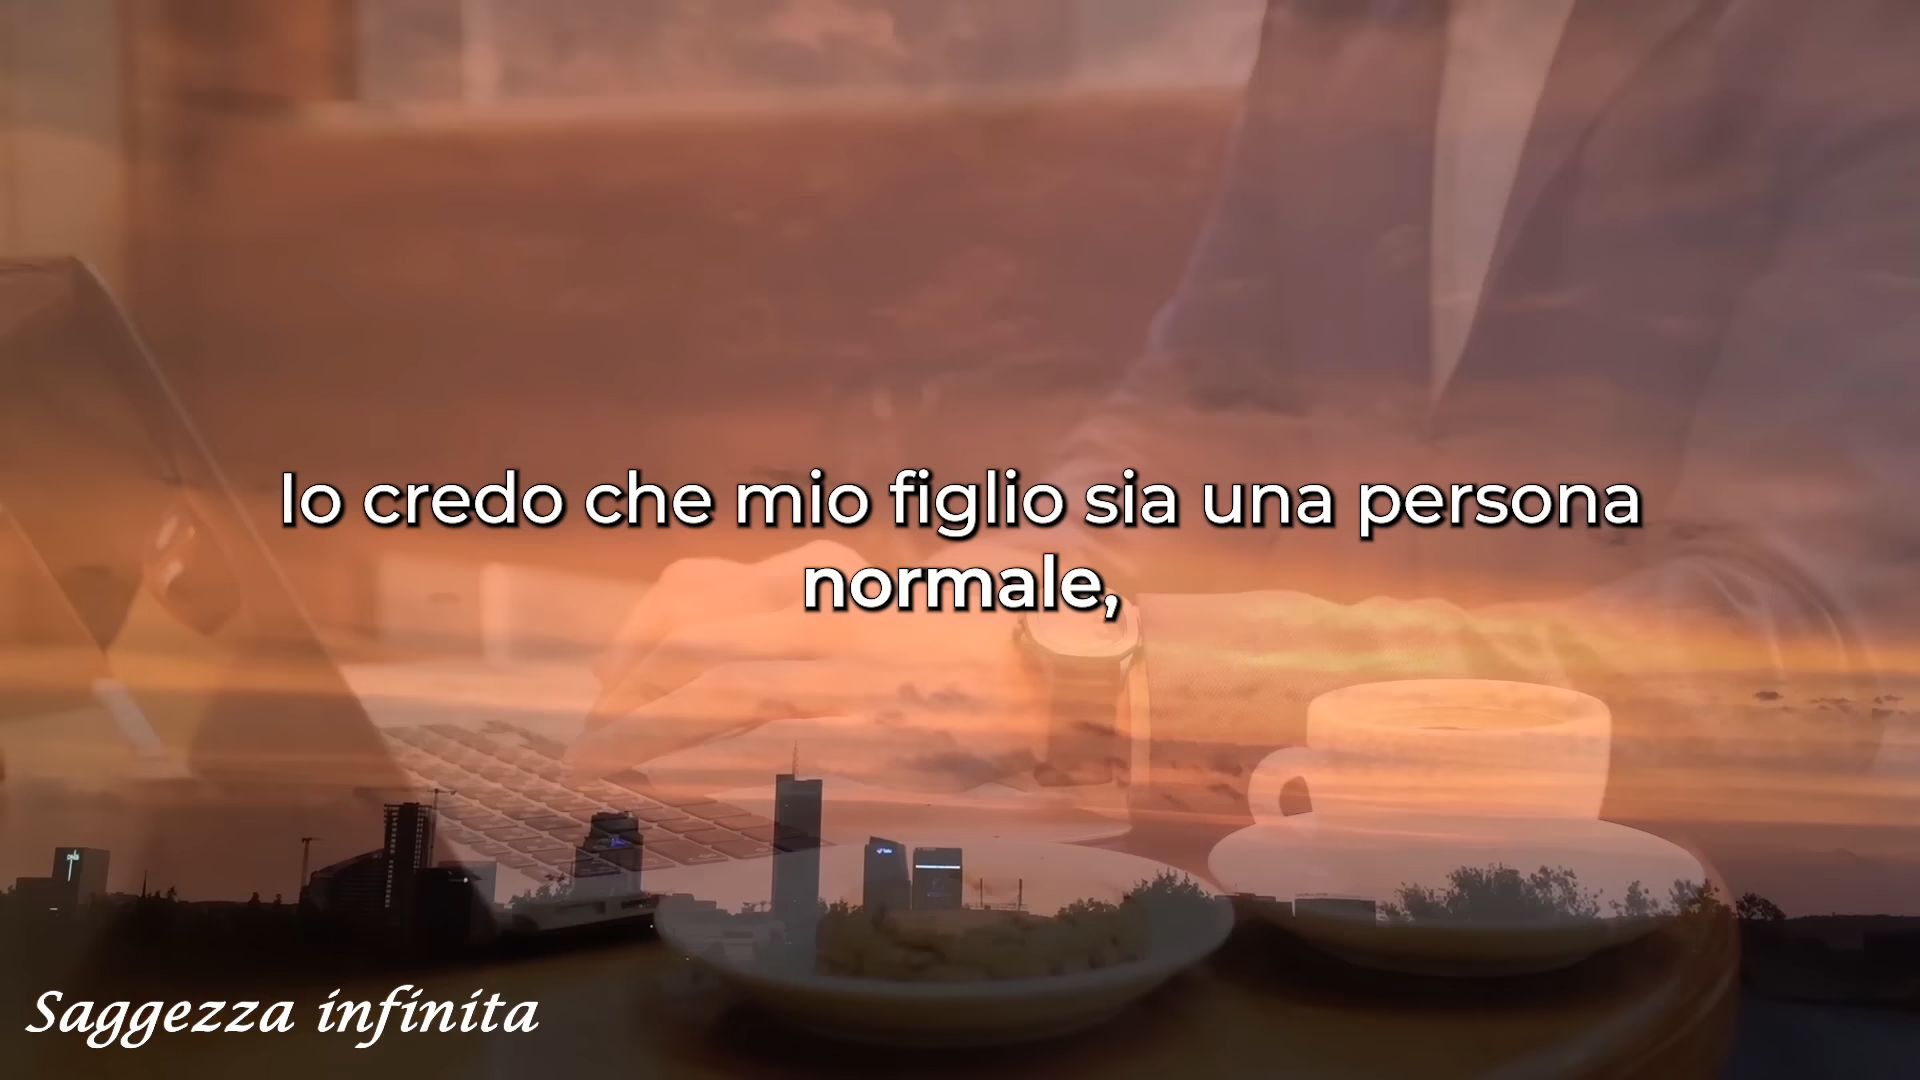 Io credo che mio figlio sia una persona
normale,
Saggezza infinita